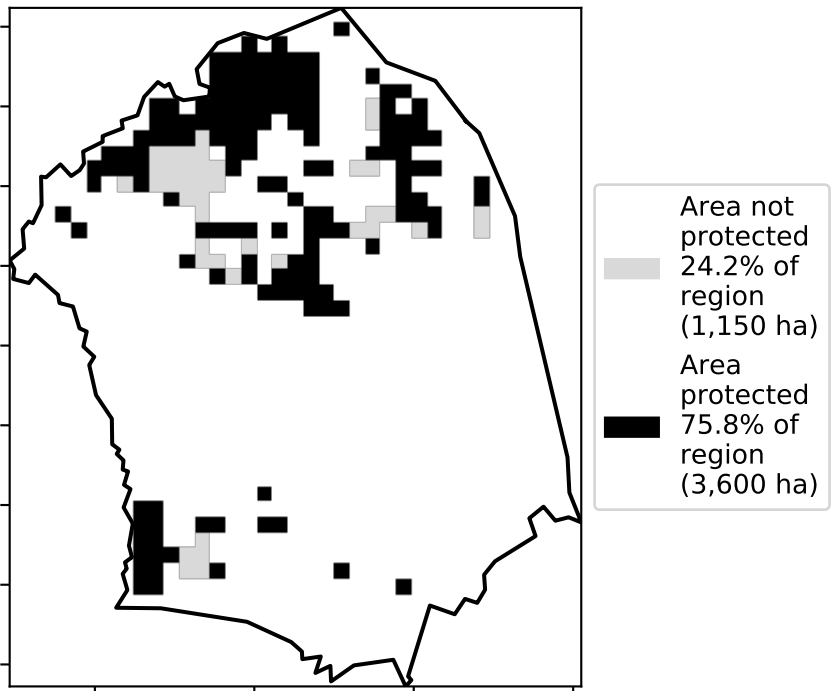 Area not
protected
24.2% of
region
(1,150 ha)
Area
protected
75.8% of
region
(3,600 ha)